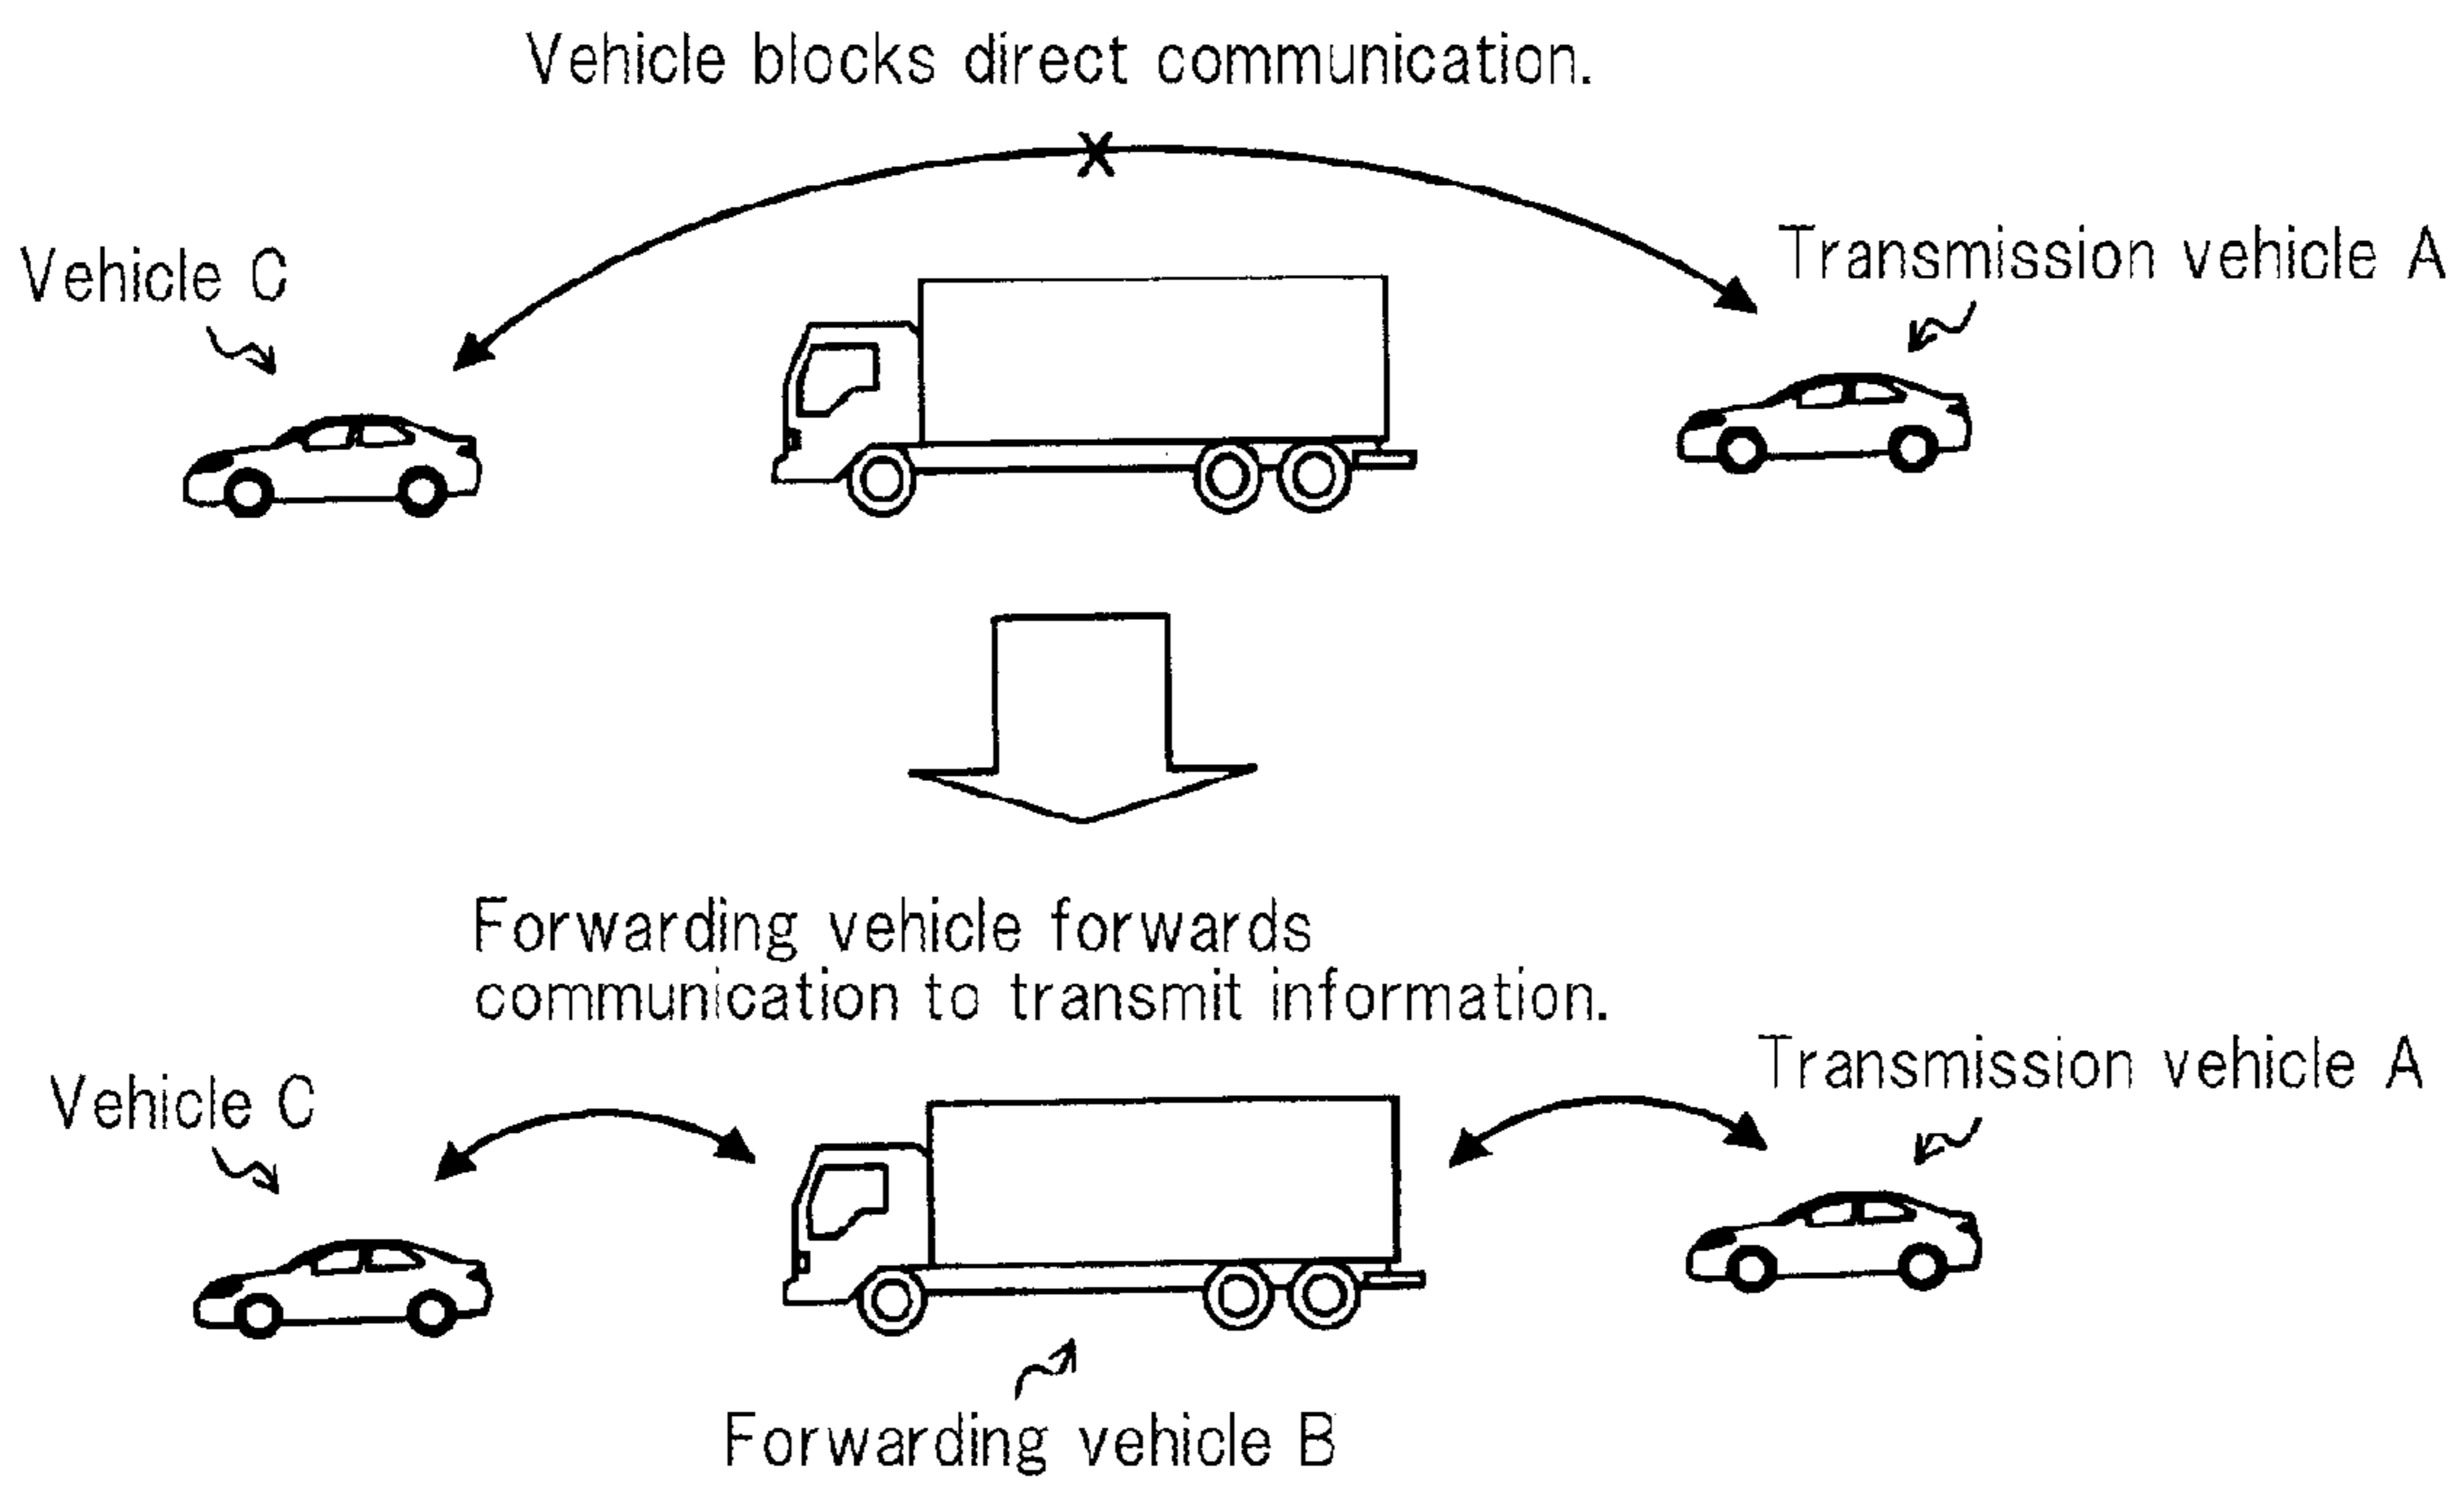 Vehicle blocks direct communication.
Vehicle C
Transmission vehicle A
Forwarding vehicle forwards
communication to transmit information.
Vehicle C
Transmission vehicle A
Forwarding vehicle B